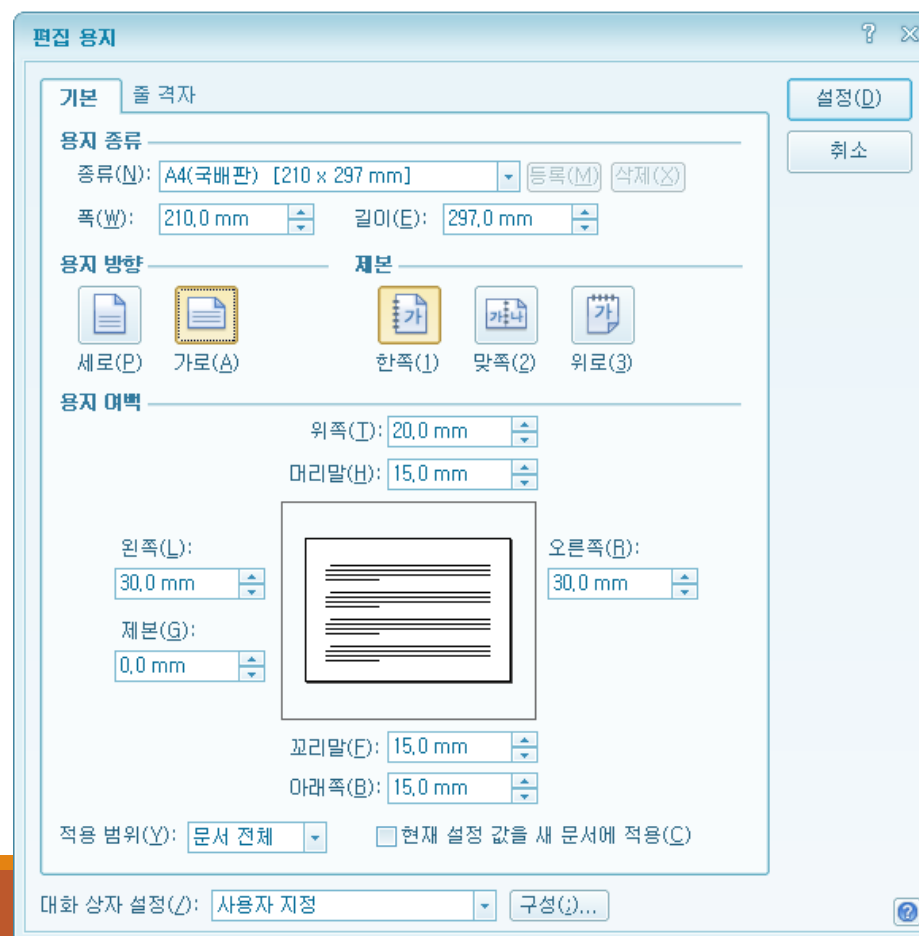 편집 용지
기본 줄 격자
설정(D)
취소
용지 종류
종류(N): A4(국배판) [210 x 297 mm] 등록(M) 삭제(X)
폭(W): 210,0 mm 길이(E): 297,0 mm
용지 방향 제본
가 가나 가
세로(P) 가로(A) 한쪽(1) 맞쪽(2) 위로(3)
용지 여백
위쪽(T): 20,0 mm
머리말(H): 15,0 mm
왼쪽(L): 오른쪽(R):
30,0 mm 30,0 mm
제본(G):
0,0 mm
꼬리말(F): 15,0 mm
아래쪽(B): 15,0 mm
적용 범위(Y): 문서 전체 현재 설정 값을 새 문서에 적용(C)
대화 상자 설정(/): 사용자 지정 구성(;)...